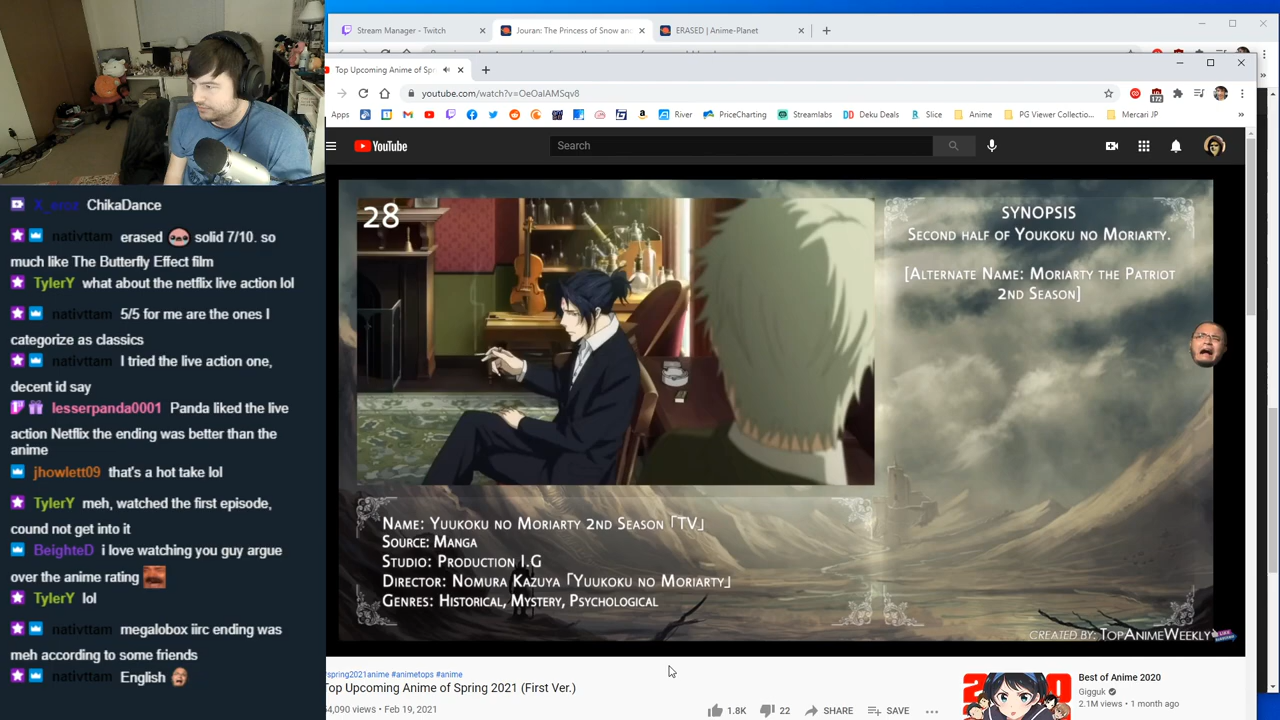 Stream Manager - Twitch
Jouran: The Princess of Snow an
ERASED | Anime-Planet
Top Upcoming Anime of Spr
youtube.com/watch?v=OeOalAMSqv8
172
Apps
River
PriceCharting
Streamlabs
Deku Deals
Slice
Anime
PG Viewer Collectio...
Mercari JP
YouTube
Search
X_eros ChikaDance
nativttam erased solid 7/10. so
much like The Butterfly Effect film
TylerY what about the netflix live action lol
nativttam 5/5 for me are the ones I
categorize as classics
nativttam I tried the live action one,
decent id say
lesserpanda0001 Panda liked the live
action Netflix the ending was better than the
anime
jhowlett09 that's a hot take lol
TylerY meh, watched the first episode,
cound not get into it
BeighteD i love watching you guy argue
over the anime rating
TylerY lol
nativttam megalobox iirc ending was
meh according to some friends
nativttam English
28
SYNOPSIS
SECOND HALF OF YOUKOKU NO MORIARTY.
[ALTERNATE NAME: MORIARTY THE PATRIOT
2ND SEASON]
NAME: YUUKOKU NO MORIARTY 2ND SEASON「TV」
SOURCE: MANGA
STUDIO: PRODUCTION I.G
DIRECTOR: NOMURA KAZUYA「YUUKOKU NO MORIARTY」
GENRES: HISTORICAL, MYSTERY, PSYCHOLOGICAL
CREATED BY: TOPANIMEWEEKLY
spring2021anime #animetops #anime
Top Upcoming Anime of Spring 2021 (First Ver.)
4,090 views • Feb 19, 2021
1.8K
22
SHARE
SAVE
Best of Anime 2020
Gigguk
2.1M views • 1 month ago